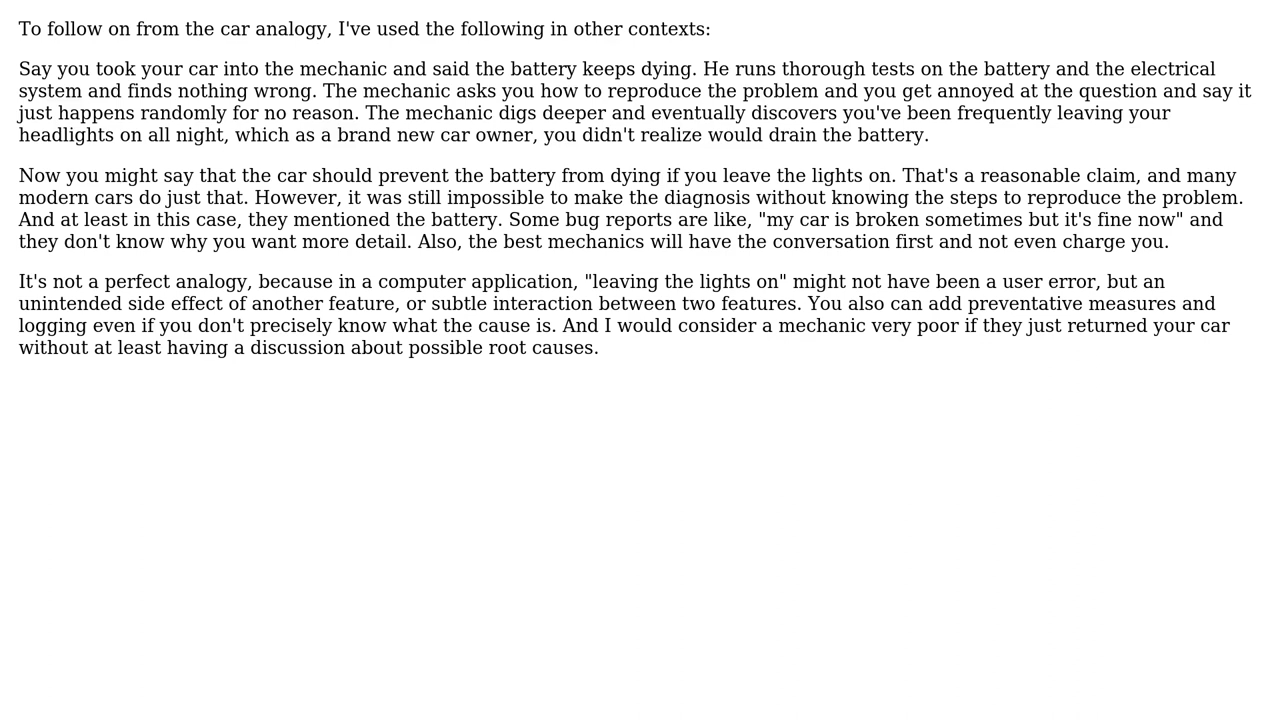 To follow on from the car analogy, I've used the following in other contexts:
Say you took your car into the mechanic and said the battery keeps dying. He runs thorough tests on the battery and the electrical
system and finds nothing wrong. The mechanic asks you how to reproduce the problem and you get annoyed at the question and say it
just happens randomly for no reason. The mechanic digs deeper and eventually discovers you've been frequently leaving your
headlights on all night, which as a brand new car owner, you didn't realize would drain the battery.
Now you might say that the car should prevent the battery from dying if you leave the lights on. That's a reasonable claim, and many
modern cars do just that. However, it was still impossible to make the diagnosis without knowing the steps to reproduce the problem.
And at least in this case, they mentioned the battery. Some bug reports are like, "my car is broken sometimes but it's fine now" and
they don't know why you want more detail. Also, the best mechanics will have the conversation first and not even charge you.
It's not a perfect analogy, because in a computer application, "leaving the lights on" might not have been a user error, but an
unintended side effect of another feature, or subtle interaction between two features. You also can add preventative measures and
logging even if you don't precisely know what the cause is. And I would consider a mechanic very poor if they just returned your car
without at least having a discussion about possible root causes.